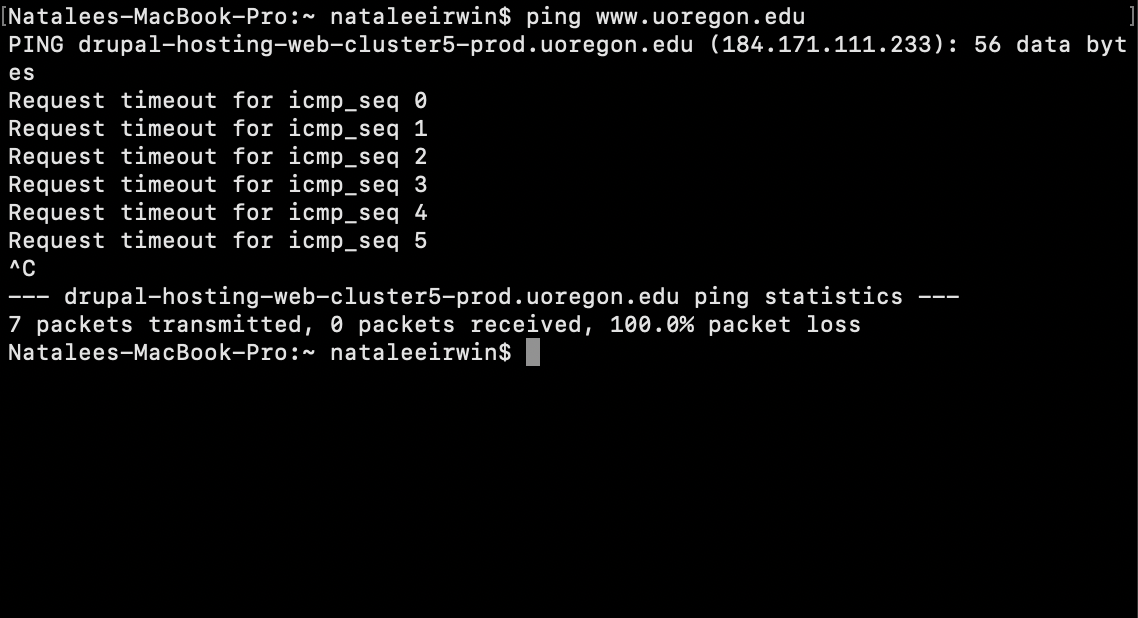 [Natalees-MacBook-Pro:~ nataleeirwin$ ping www.uoregon.edu ]
PING drupal-hosting-web-cluster5-prod.uoregon.edu (184.171.111.233): 56 data byt
es
Request timeout for icmp_seq 0
Request timeout for icmp_seq 1
Request timeout for icmp_seq 2
Request timeout for icmp_seq 3
Request timeout for icmp_seq 4
Request timeout for icmp_seq 5
^C
--- drupal-hosting-web-cluster5-prod.uoregon.edu ping statistics ---
7 packets transmitted, 0 packets received, 100.0% packet loss
Natalees-MacBook-Pro:~ nataleeirwin$